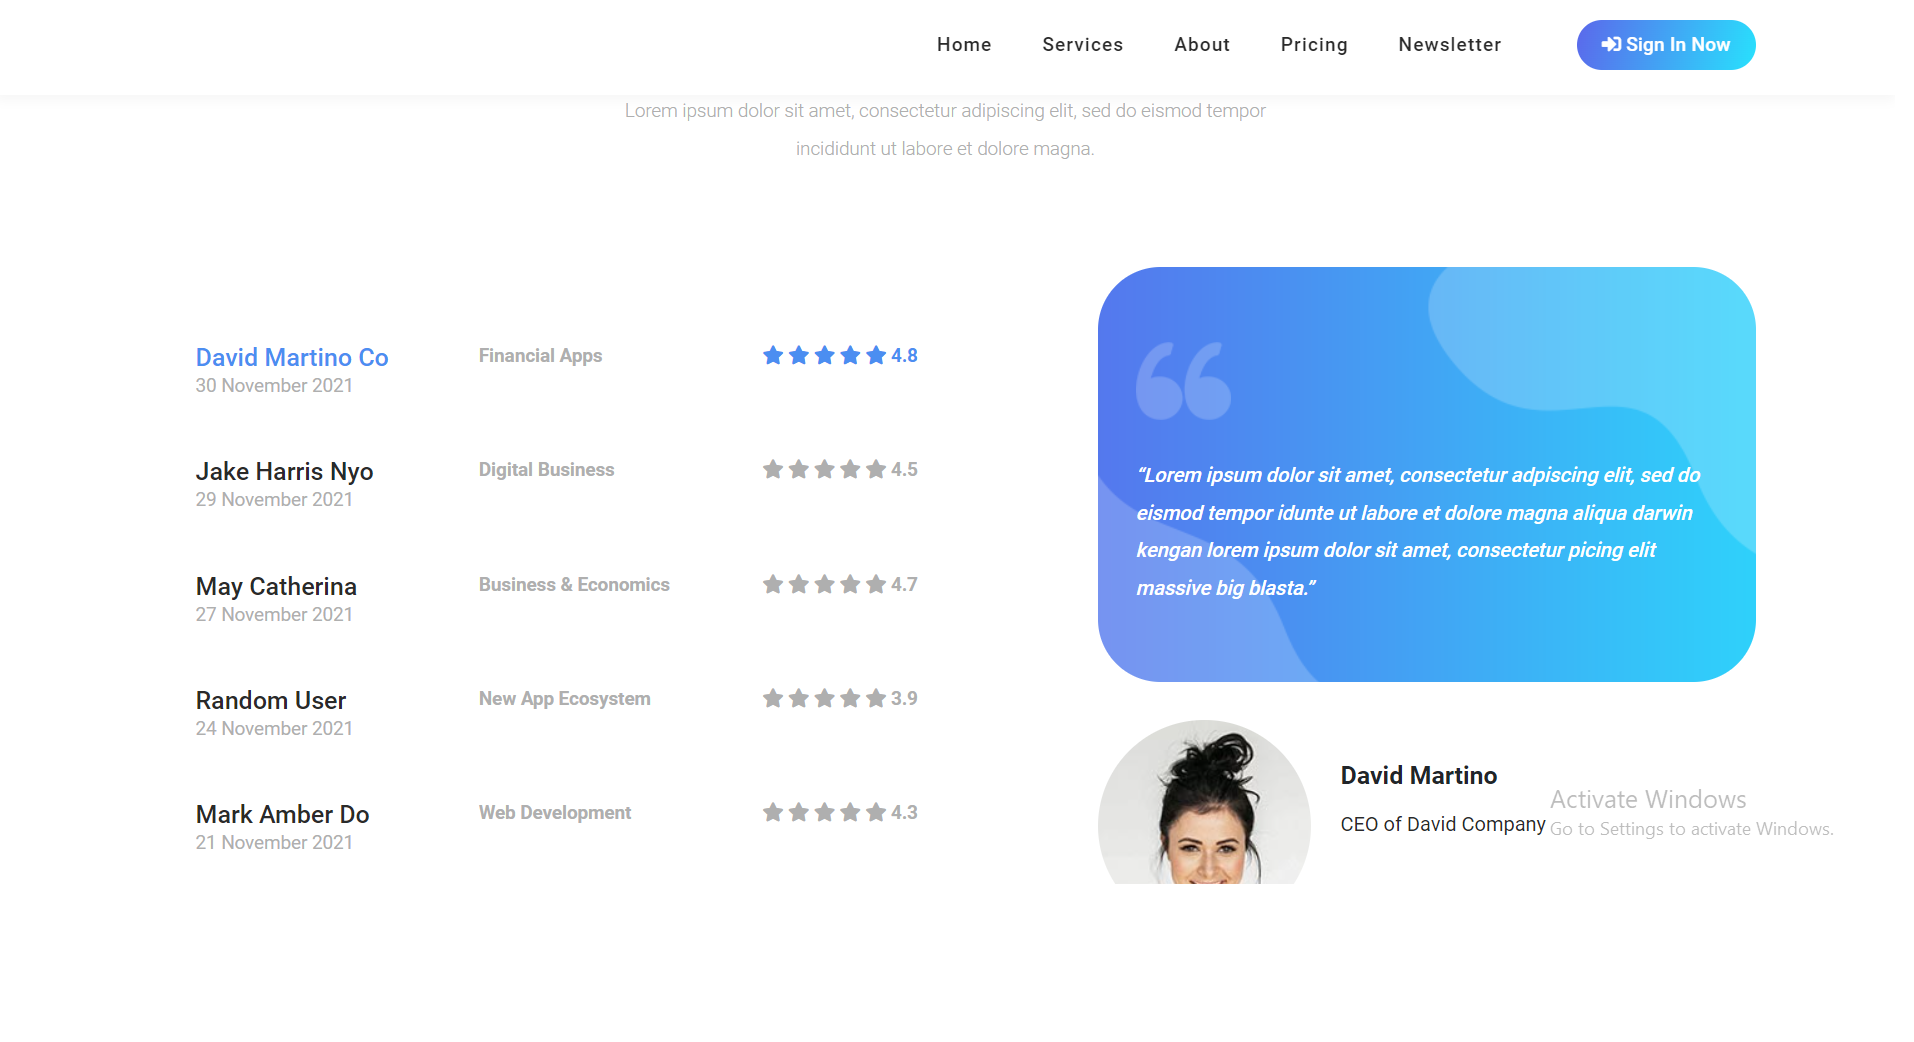 Home Services About Pricing Newsletter Sign In Now
Lorem ipsum dolor sit amet, consectetur adipiscing elit, sed do eismod tempor
incididunt ut labore et dolore magna.
David Martino Co Financial Apps 4.8
30 November 2021
Jake Harris Nyo Digital Business 4.5
29 November 2021
May Catherina Business & Economics 4.7
27 November 2021
Random User New App Ecosystem 3.9
24 November 2021
Mark Amber Do Web Development 4.3
21 November 2021
“Lorem ipsum dolor sit amet, consectetur adpiscing elit, sed do
eismod tempor idunte ut labore et dolore magna aliqua darwin
kengan lorem ipsum dolor sit amet, consectetur picing elit
massive big blasta.”
David Martino
CEO of David Company
Activate Windows
Go to Settings to activate Windows.